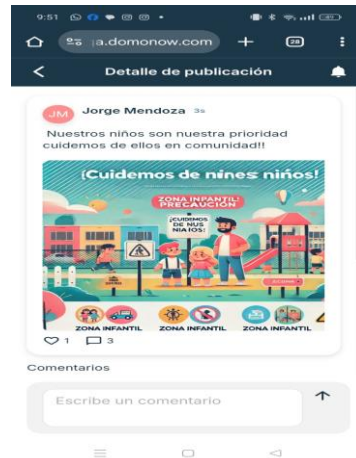 9:51
a.domonow.com
28
Detalle de publicación
JM
Jorge Mendoza 3s
Nuestros niños son nuestra prioridad
cuidemos de ellos en comunidad!!
¡Cuidemos de nines niños!
ZONA INFANTIL
PRECAUCIÓN
¡CUIDEMOS
DE NUS
NIA IOS:
ZONA INFANTIL
ZONA INFANTIL
ZONA INFANTIL
1
3
Comentarios
Escribe un comentario